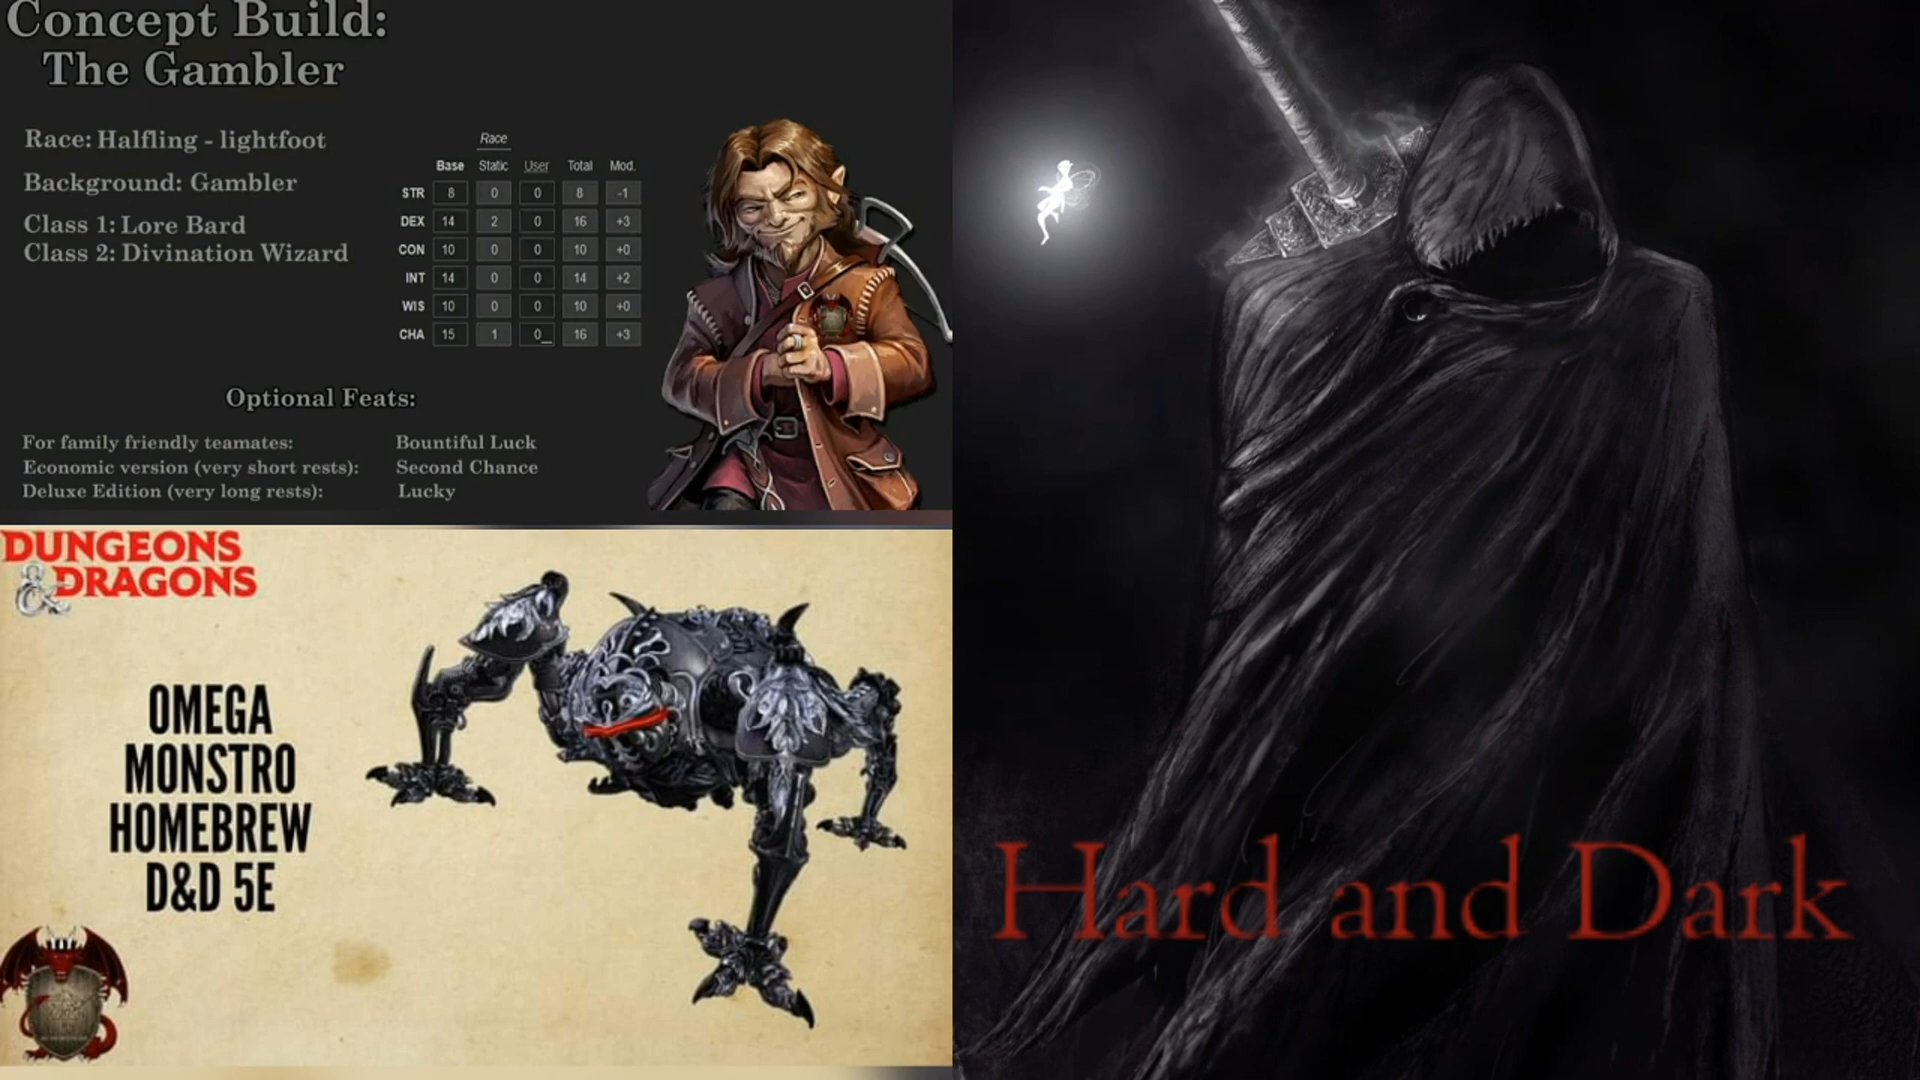 Concept Build:
The Gambler
Race: Halfling - lightfoot
Background: Gambler
Class 1: Lore Bard
Class 2: Divination Wizard
Race
Base Static User Total Mod.
STR 8 0 0 8 -1
DEX 14 2 0 16 +3
CON 10 0 0 10 +0
INT 14 0 0 14 +2
WIS 10 0 0 10 +0
CHA 15 1 0 16 +3
Optional Feats:
For family friendly teamates: Bountiful Luck
Economic version (very short rests): Second Chance
Deluxe Edition (very long rests): Lucky
DUNGEONS
& DRAGONS
OMEGA
MONSTRO
HOMEBREW
D&D 5E
Hard and Dark